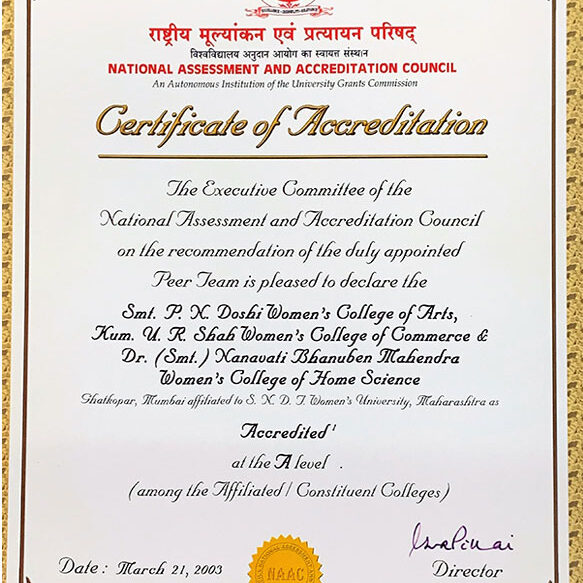 राष्ट्रीय मूल्यांकन एवं प्रत्यायन परिषद्
विश्वविद्यालय अनुदान आयोग का स्वायत्त संस्थान
NATIONAL ASSESSMENT AND ACCREDITATION COUNCIL
An Autonomous Institution of the University Grants Commission
Certificate of Accreditation
The Executive Committee of the
National Assessment and Accreditation Council
on the recommendation of the duly appointed
Peer Team is pleased to declare the
Smt. P. N. Doshi Women's College of Arts,
Kum. U. R. Shah Women's College of Commerce &
Dr. (Smt.) Nanavati Bhanuben Mahendra
Women's College of Home Science
Ghatkopar, Mumbai affiliated to S. N. D. T. Women's University, Maharashtra as
Accredited¹
at the A level .
(among the Affiliated / Constituent Colleges)
Date : March 21, 2003
NAAC
Director